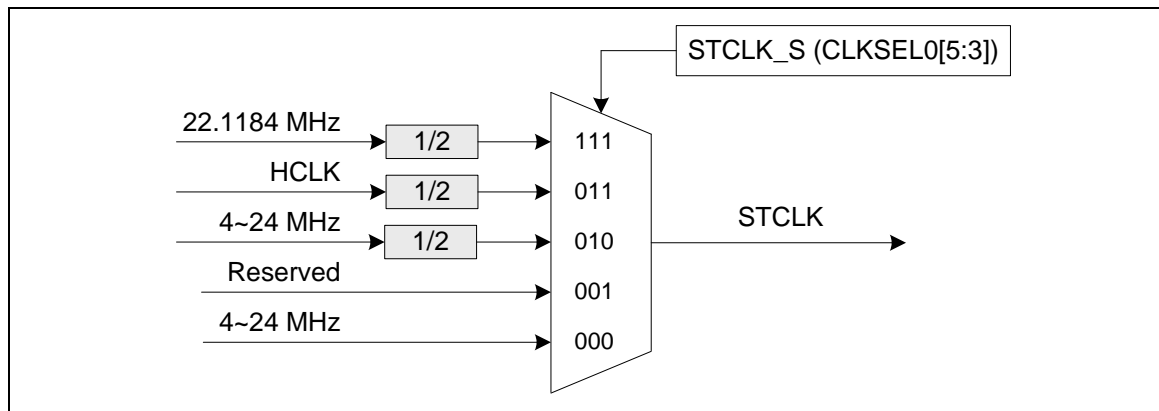 STCLK_S (CLKSEL0[5:3])
22.1184 MHz
1/2
111
HCLK
1/2
011
4~24 MHz
1/2
010
STCLK
Reserved
001
4~24 MHz
000